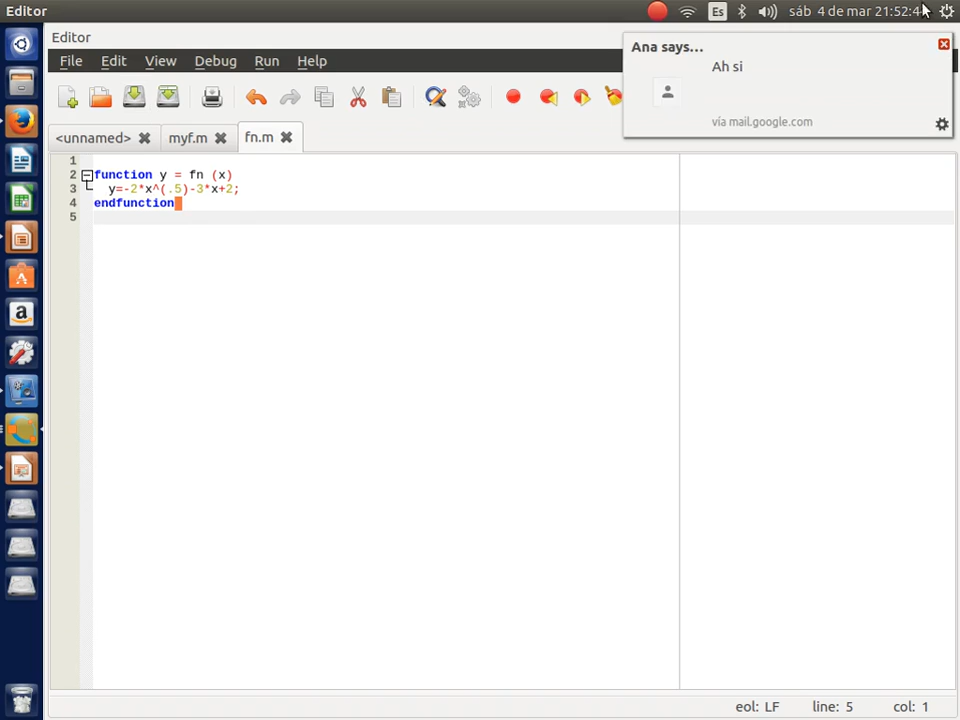 Editor
Es
sáb 4 de mar 21:52:4
Editor
File Edit View Debug Run Help
Ana says...
Ah si
vía mail.google.com
<unnamed> myf.m fn.m
1
2 function y = fn (x)
3 y=-2*x^(.5)-3*x+2;
4 endfunction
5
eol: LF line: 5 col: 1